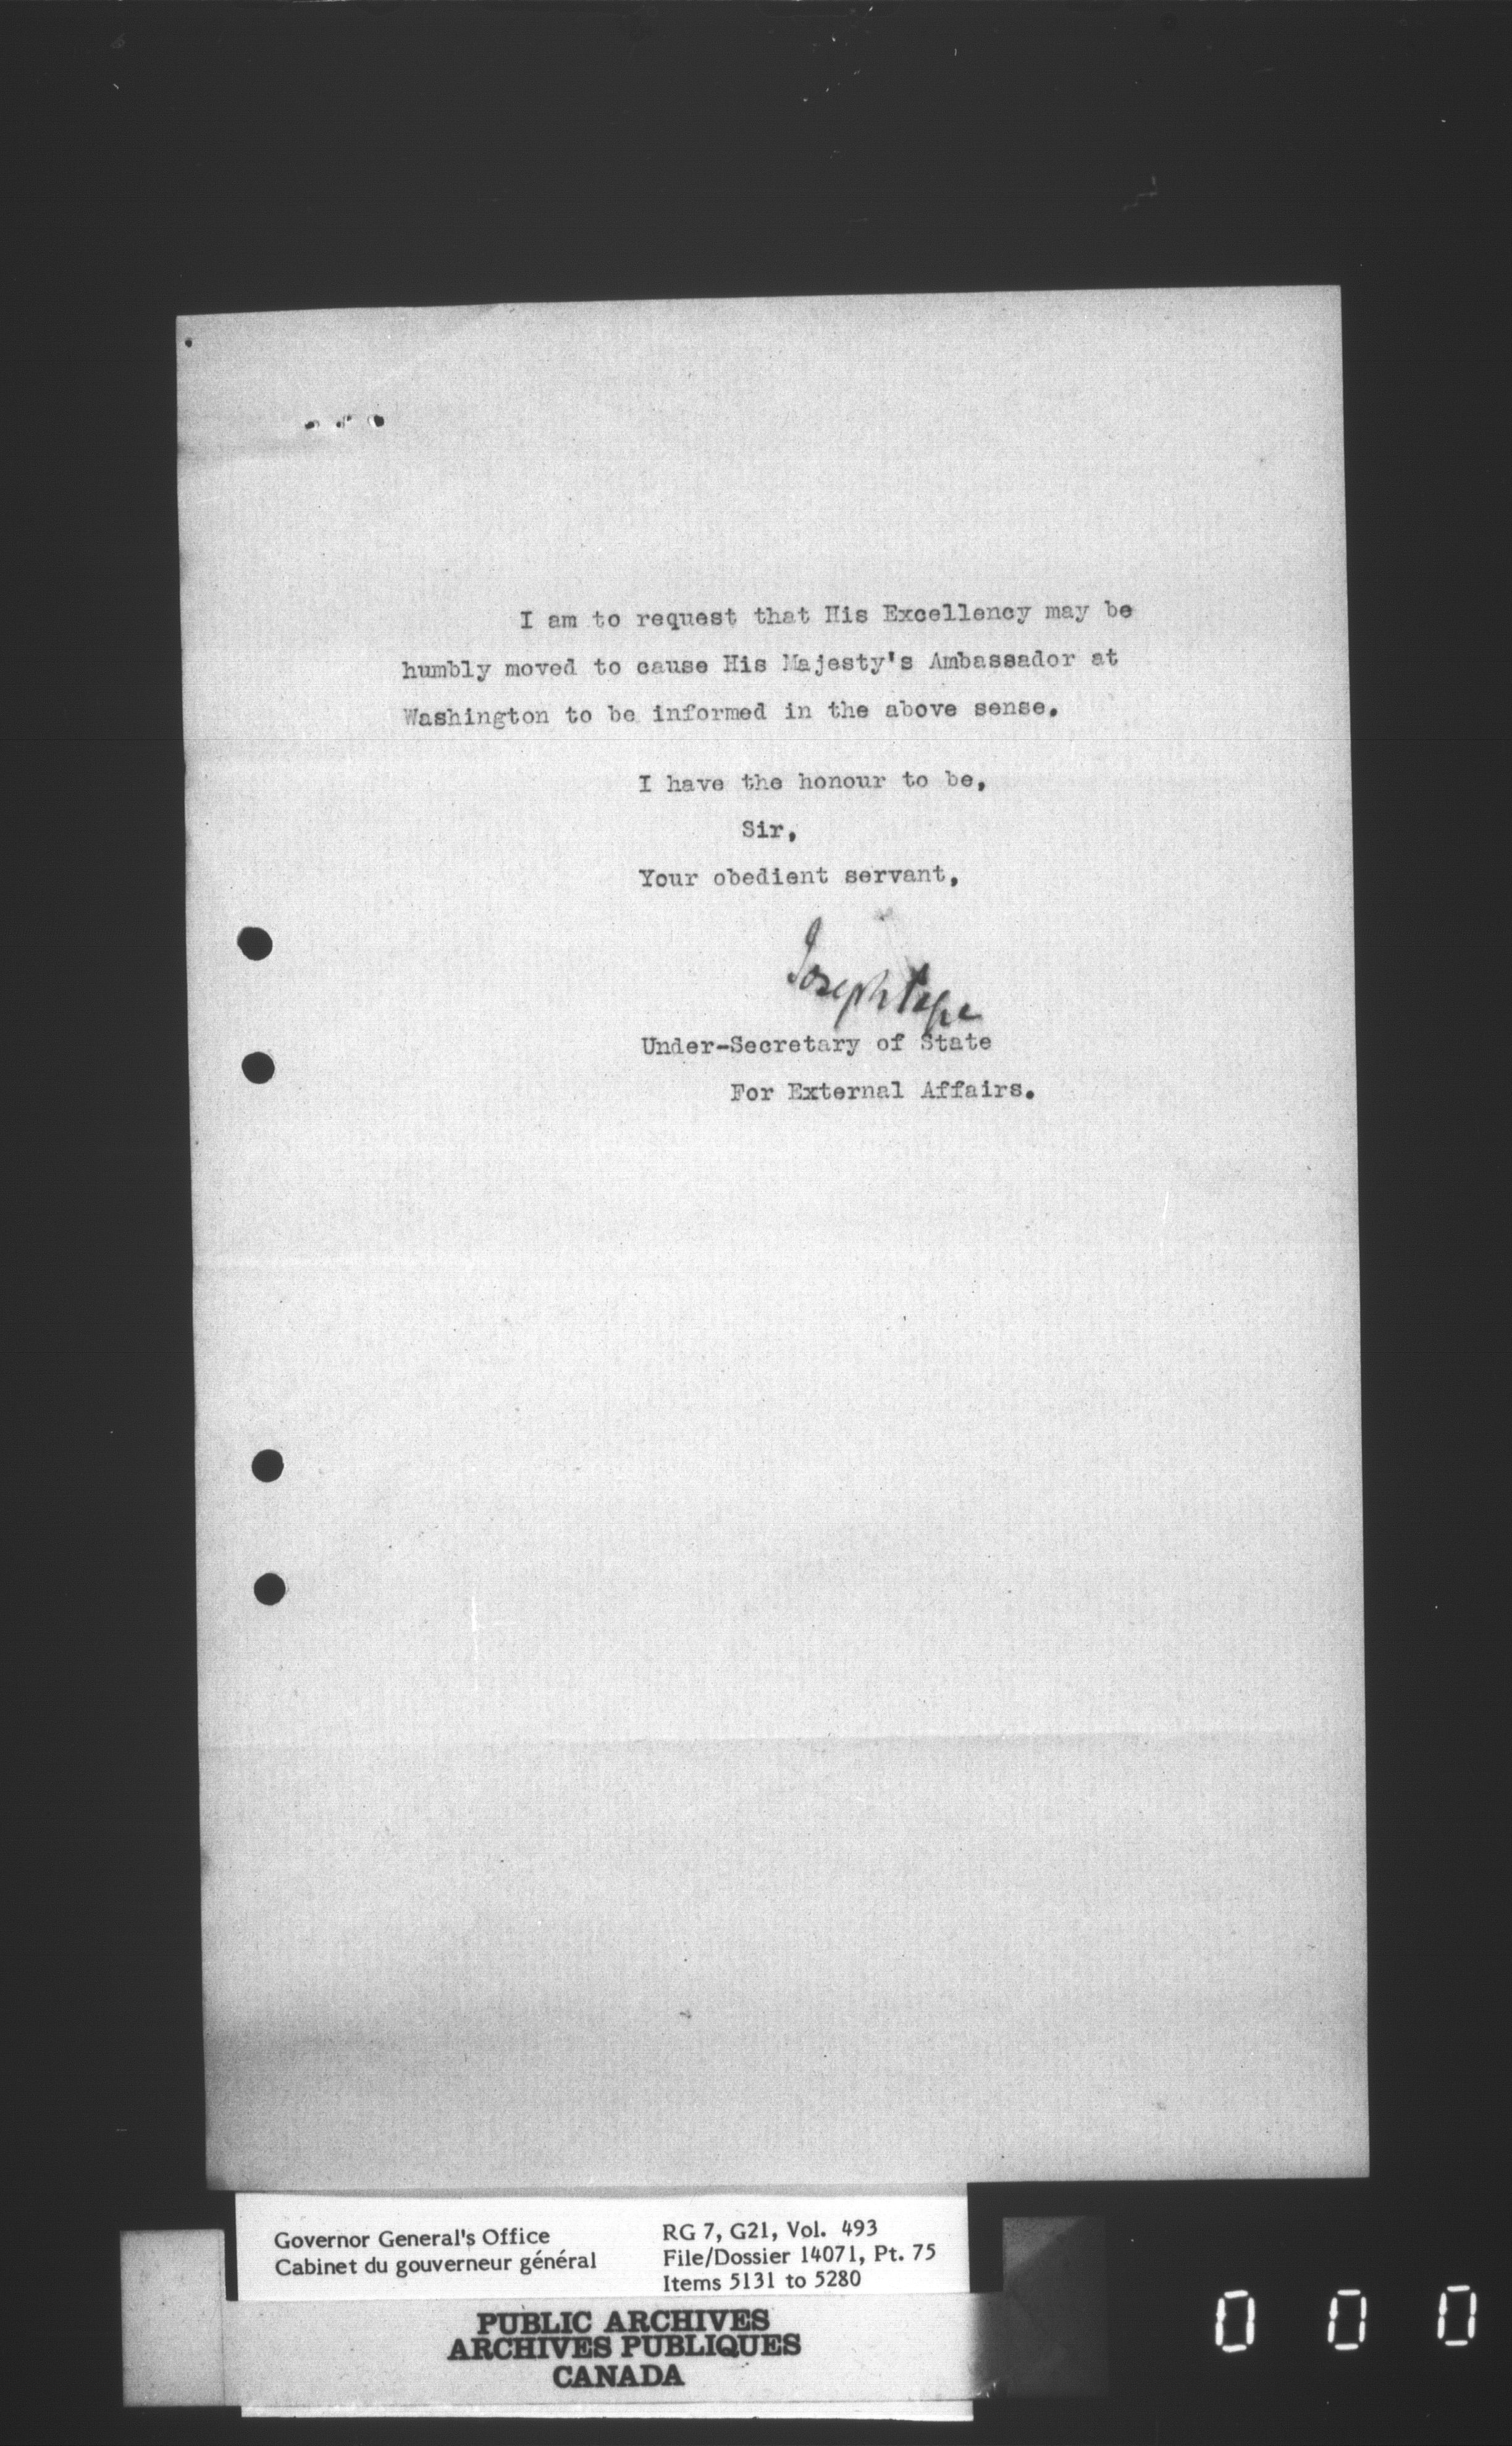 I am to request that His Excellency may be
humbly moved to cause His Majesty's Ambassador at
Washington to be informed in the above sense.
I have the honour to be,
Sir,
Your obedient servant,
Joseph Pope
Under-Secretary of State
For External Affairs.
Governor General's Office
Cabinet du gouverneur général
RG 7, G21, Vol. 493
File/Dossier 14071, Pt. 75
Items 5131 to 5280
PUBLIC ARCHIVES
ARCHIVES PUBLIQUES
CANADA
0 0 0